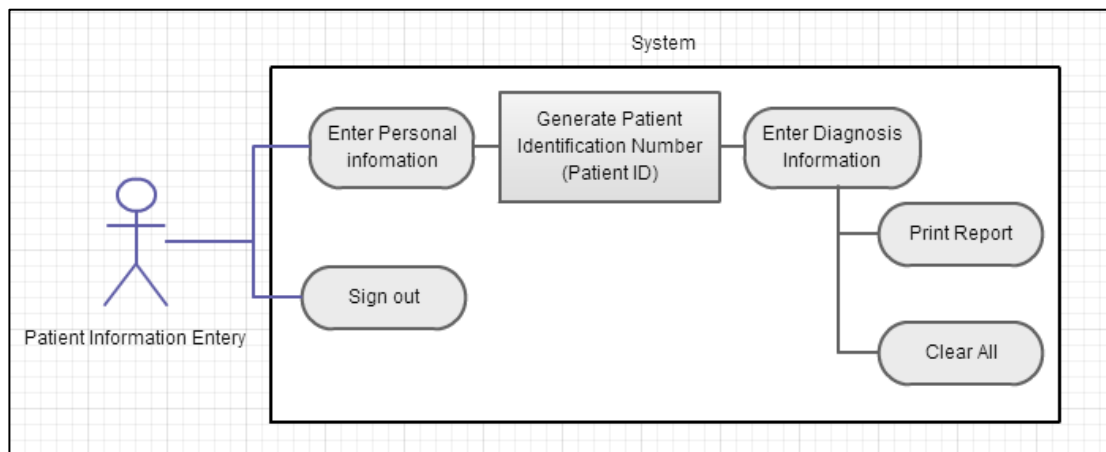 System
Enter Personal
infomation
Generate Patient
Identification Number
(Patient ID)
Enter Diagnosis
Information
Print Report
Sign out
Patient Information Entery
Clear All